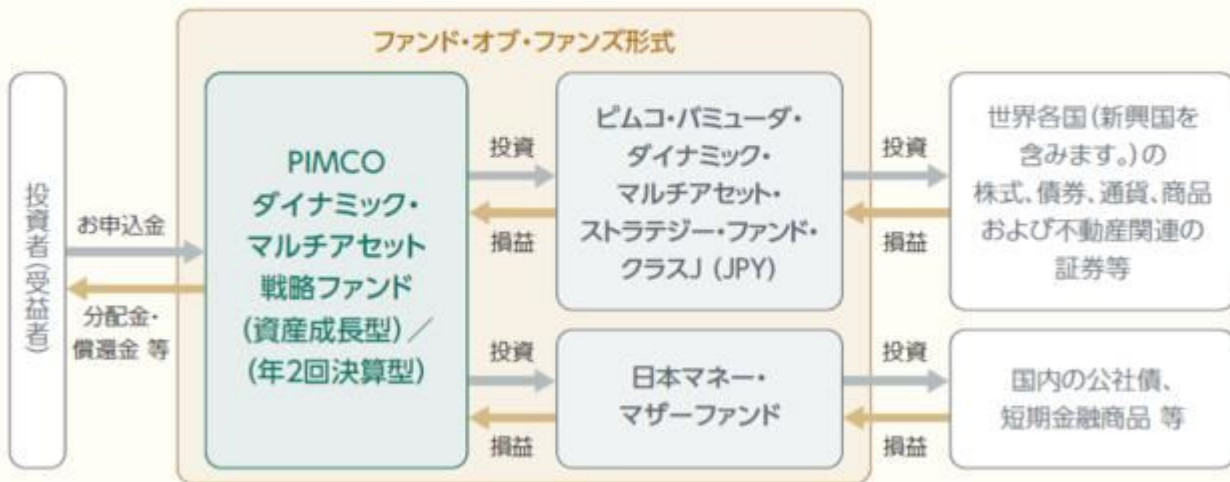 ファンド・オブ・ファンズ形式
投資者(受益者)
お申込金
分配金・
償還金 等
PIMCO
ダイナミック・
マルチアセット
戦略ファンド
(資産成長型)/
(年2回決算型)
投資
損益
ピムコ・バミューダ・
ダイナミック・
マルチアセット・
ストラテジー・ファンド・
クラスJ (JPY)
投資
損益
世界各国(新興国を
含みます。)の
株式、債券、通貨、商品
および不動産関連の
証券等
投資
損益
日本マネー・
マザーファンド
投資
損益
国内の公社債、
短期金融商品 等